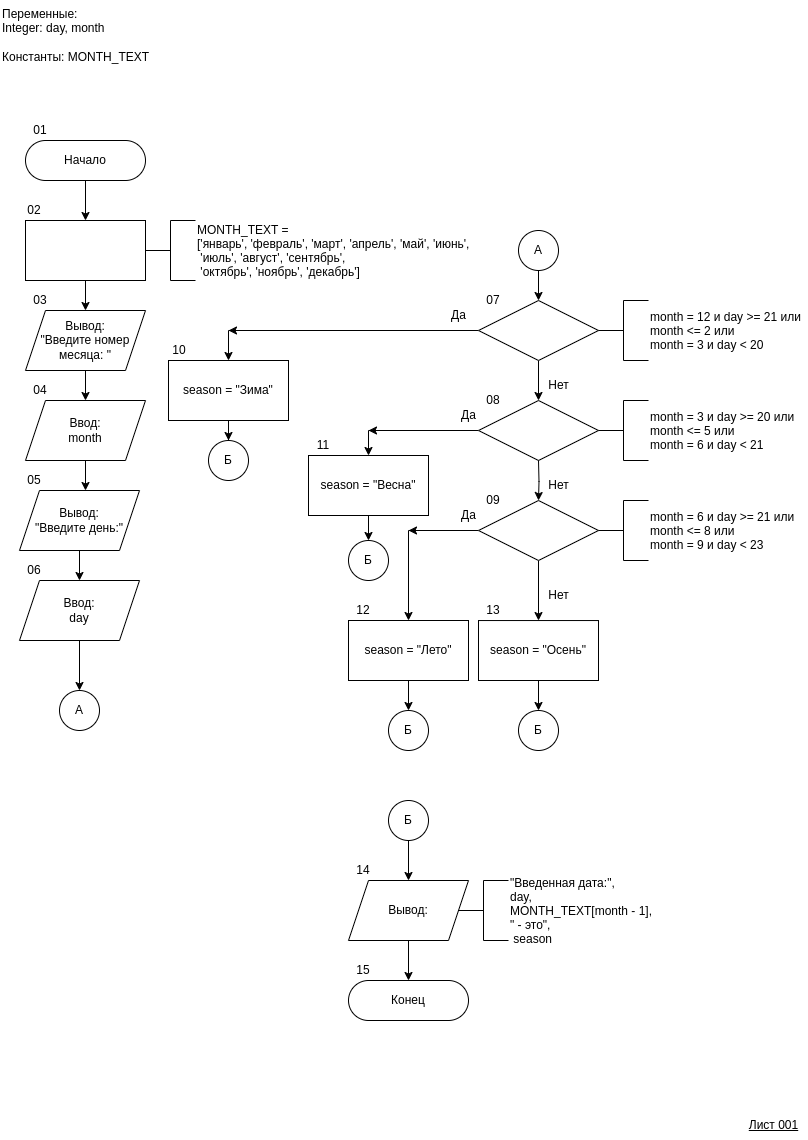 Переменные:
Integer: day, month
Константы: MONTH_TEXT
01
Начало
02
MONTH_TEXT =
['январь', 'февраль', 'март', 'апрель', 'май', 'июнь',
'июль', 'август', 'сентябрь',
'октябрь', 'ноябрь', 'декабрь']
03
Вывод:
"Введите номер
месяца: "
04
Ввод:
month
05
Вывод:
"Введите день:"
06
Ввод:
day
А
А
07
Да
month = 12 и day >= 21 или
month <= 2 или
month = 3 и day < 20
Нет
10
season = "Зима"
Б
08
Да
month = 3 и day >= 20 или
month <= 5 или
month = 6 и day < 21
Нет
11
season = "Весна"
Б
09
Да
month = 6 и day >= 21 или
month <= 8 или
month = 9 и day < 23
Нет
12
season = "Лето"
Б
13
season = "Осень"
Б
Б
14
Вывод:
"Введенная дата:",
day,
MONTH_TEXT[month - 1],
" - это",
season
15
Конец
Лист 001